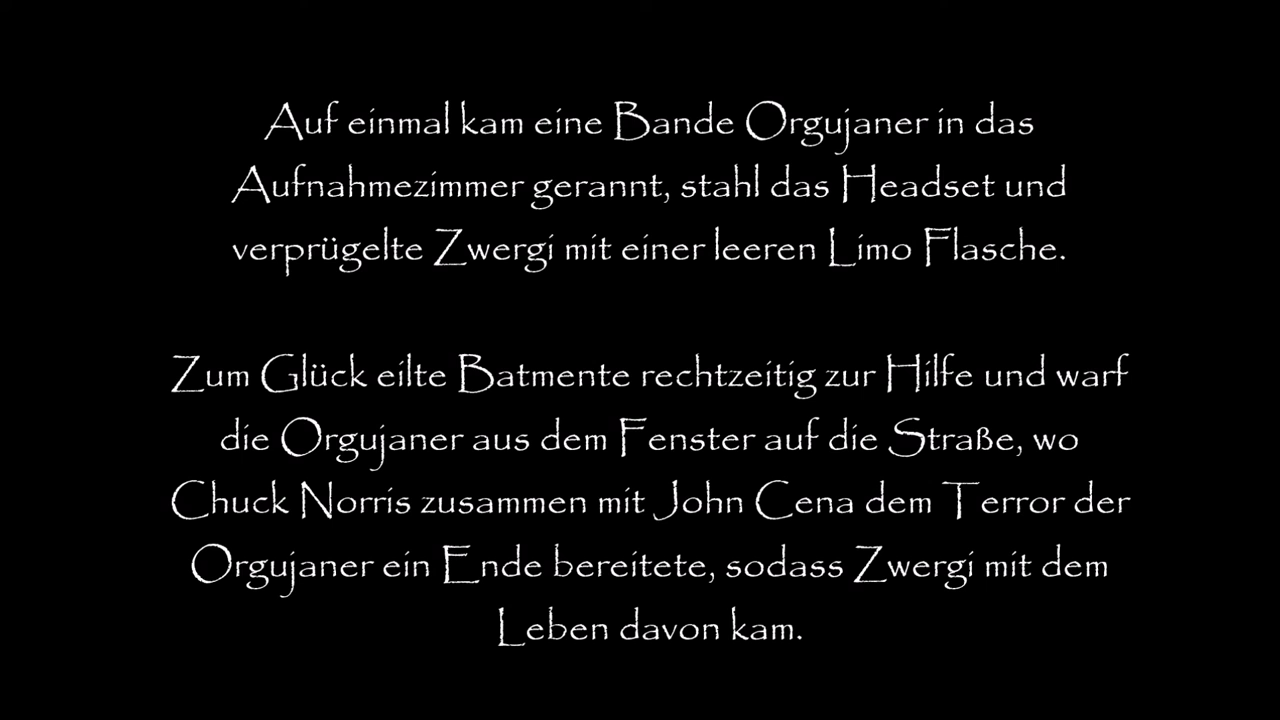 Auf einmal kam eine Bande Orgujaner in das
Aufnahmezimmer gerannt, stahl das Headset und
verprügelte Zwergi mit einer leeren Limo Flasche.
Zum Glück eilte Batmente rechtzeitig zur Hilfe und warf
die Orgujaner aus dem Fenster auf die Straße, wo
Chuck Norris zusammen mit John Cena dem Terror der
Orgujaner ein Ende bereitete, sodass Zwergi mit dem
Leben davon kam.